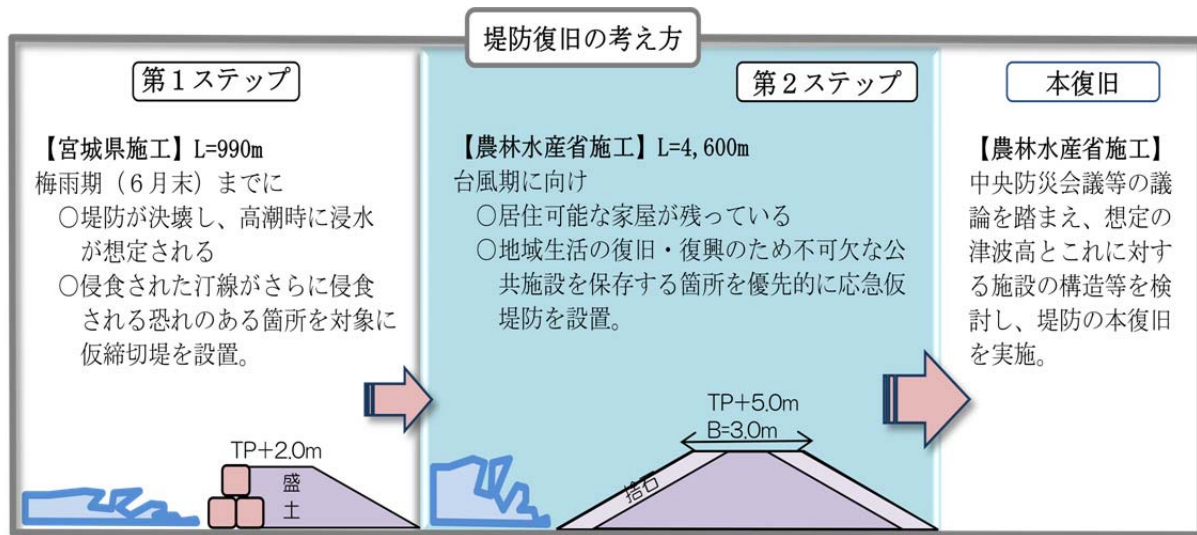 堤防復旧の考え方
第1ステップ
【宮城県施工】L=990m
梅雨期（6月末）までに
○堤防が決壊し、高潮時に浸水
が想定される
○侵食された汀線がさらに侵食
される恐れのある箇所を対象に
仮締切堤を設置。
TP+2.0m
盛
土
第2ステップ
【農林水産省施工】L=4,600m
台風期に向け
○居住可能な家屋が残っている
○地域生活の復旧・復興のため不可欠な公
共施設を保存する箇所を優先的に応急仮
堤防を設置。
TP+5.0m
B=3.0m
捨石
本復旧
【農林水産省施工】
中央防災会議等の議
論を踏まえ、想定の
津波高とこれに対す
る施設の構造等を検
討し、堤防の本復旧
を実施。